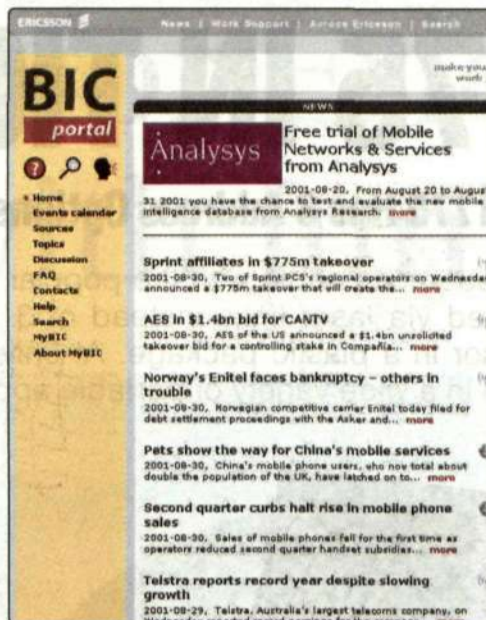 ERICSSON
News | Work Support | Across Ericsson | Search
make your
work
BIC
portal
NEWS
Analysys
Free trial of Mobile
Networks & Services
from Analysys
2001-08-20, From August 20 to August
31 2001 you have the chance to test and evaluate the new mobile
intelligence database from Analysys Research. more
Home
Events calendar
Sources
Topics
Discussion
FAQ
Contacts
Help
Search
MyBIC
About MyBIC
Sprint affiliates in $775m takeover
2001-08-30, Two of Sprint PCS's regional operators on Wednesday
announced a $775m takeover that will create the... more
AES in $1.4bn bid for CANTV
2001-08-30, AES of the US announced a $1.4bn unsolicited
takeover bid for a controlling stake in Compañía... more
Norway's Enitel faces bankruptcy – others in
trouble
2001-08-30, Norwegian competitive carrier Enitel today filed for
debt settlement proceedings with the Asker and... more
Pets show the way for China's mobile services
2001-08-30, China's mobile phone users, who now total about
double the population of the UK, have latched on to... more
Second quarter curbs halt rise in mobile phone
sales
2001-08-30, Sales of mobile phones fell for the first time as
operators reduced second quarter handset subsidies... more
Telstra reports record year despite slowing
growth
2001-08-29, Telstra, Australia's largest telecoms company, on